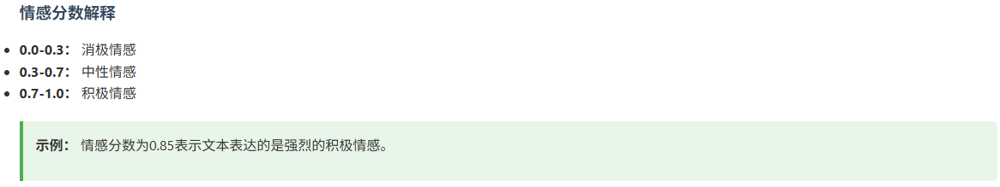 情感分数解释
0.0-0.3： 消极情感
0.3-0.7： 中性情感
0.7-1.0： 积极情感
示例： 情感分数为0.85表示文本表达的是强烈的积极情感。